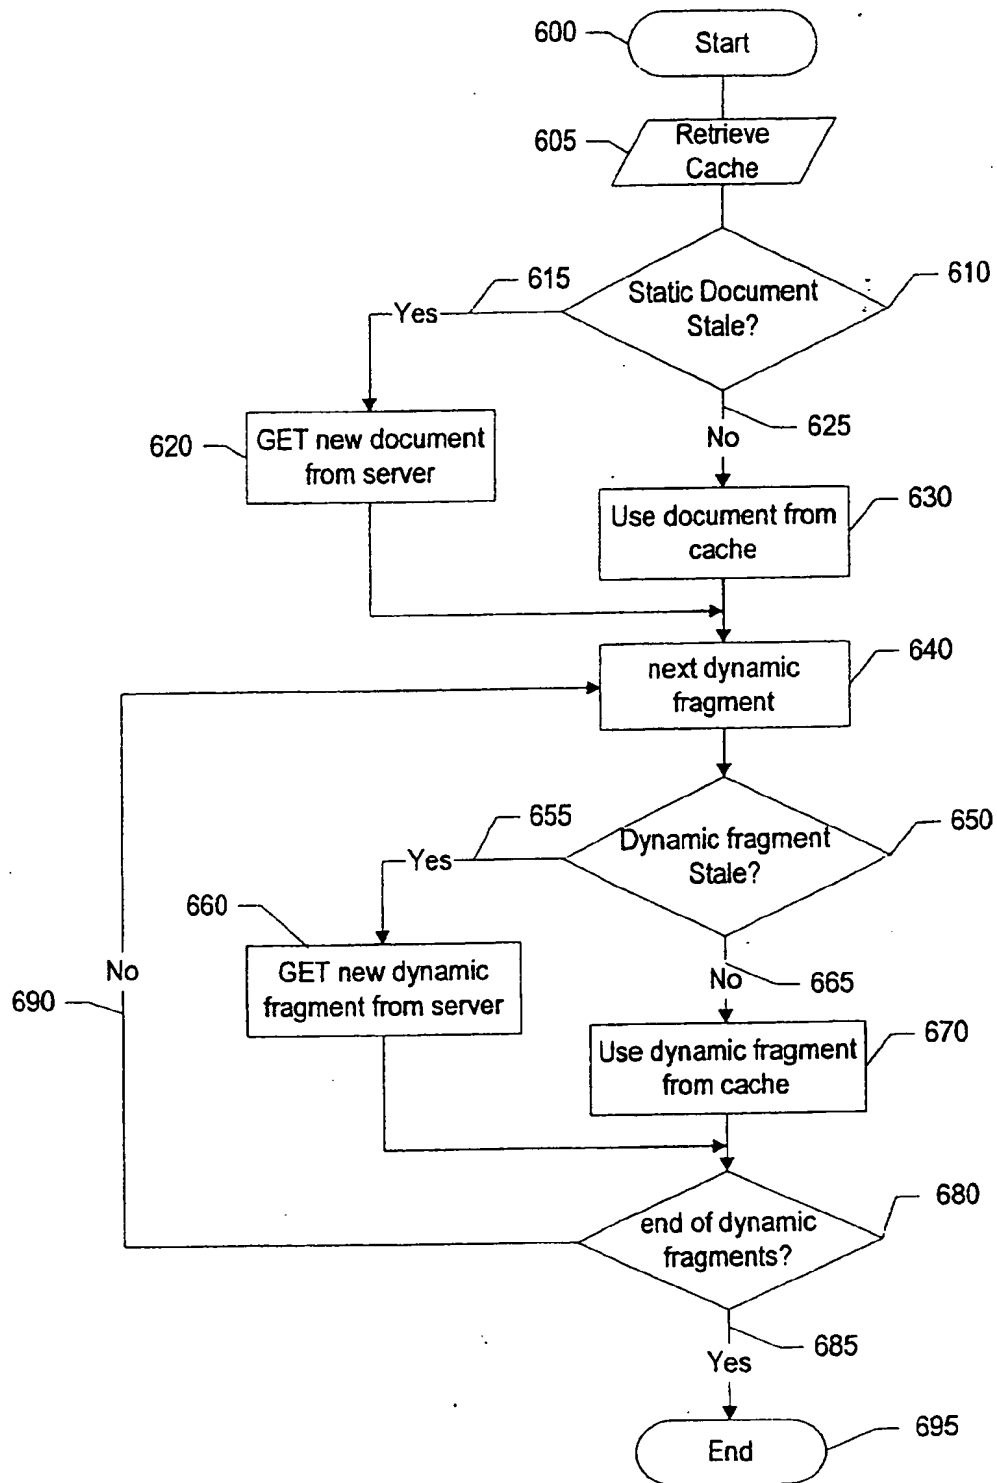 600
Start
605
Retrieve
Cache
610
Static Document
Stale?
615
Yes
620
GET new document
from server
625
No
630
Use document from
cache
640
next dynamic
fragment
650
Dynamic fragment
Stale?
655
Yes
660
GET new dynamic
fragment from server
665
No
670
Use dynamic fragment
from cache
680
end of dynamic
fragments?
690
No
685
Yes
695
End